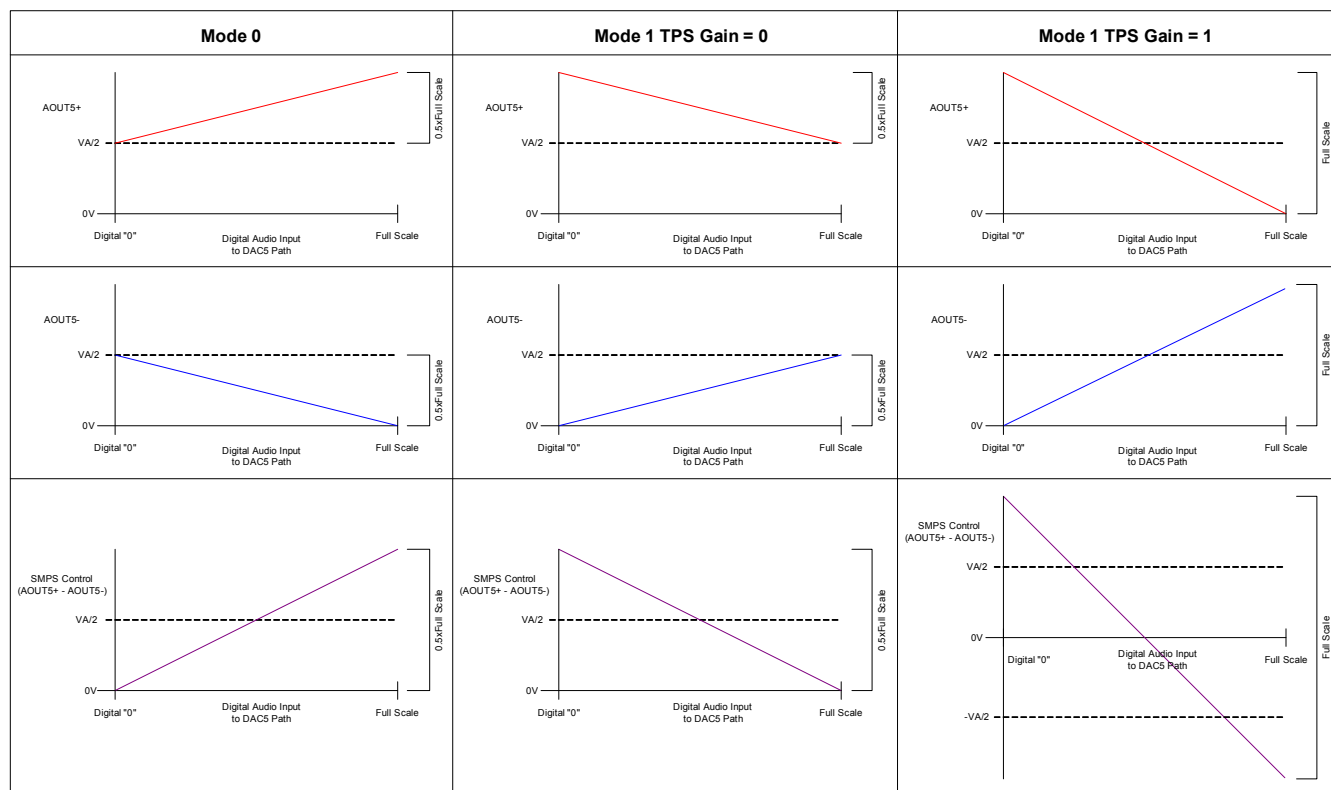 Mode 0
Mode 1 TPS Gain = 0
Mode 1 TPS Gain = 1
AOUT5+
VA/2
0V
Digital "0"
Digital Audio Input
to DAC5 Path
Full Scale
0.5xFull Scale
AOUT5+
VA/2
0V
Digital "0"
Digital Audio Input
to DAC5 Path
Full Scale
0.5xFull Scale
AOUT5+
VA/2
0V
Digital "0"
Digital Audio Input
to DAC5 Path
Full Scale
Full Scale
AOUT5-
VA/2
0V
Digital "0"
Digital Audio Input
to DAC5 Path
Full Scale
0.5xFull Scale
AOUT5-
VA/2
0V
Digital "0"
Digital Audio Input
to DAC5 Path
Full Scale
0.5xFull Scale
AOUT5-
VA/2
0V
Digital "0"
Digital Audio Input
to DAC5 Path
Full Scale
Full Scale
SMPS Control
(AOUT5+ - AOUT5-)
VA/2
0V
Digital "0"
Digital Audio Input
to DAC5 Path
Full Scale
0.5xFull Scale
SMPS Control
(AOUT5+ - AOUT5-)
VA/2
0V
Digital "0"
Digital Audio Input
to DAC5 Path
Full Scale
0.5xFull Scale
SMPS Control
(AOUT5+ - AOUT5-)
VA/2
0V
Digital "0"
Digital Audio Input
to DAC5 Path
Full Scale
-VA/2
Full Scale